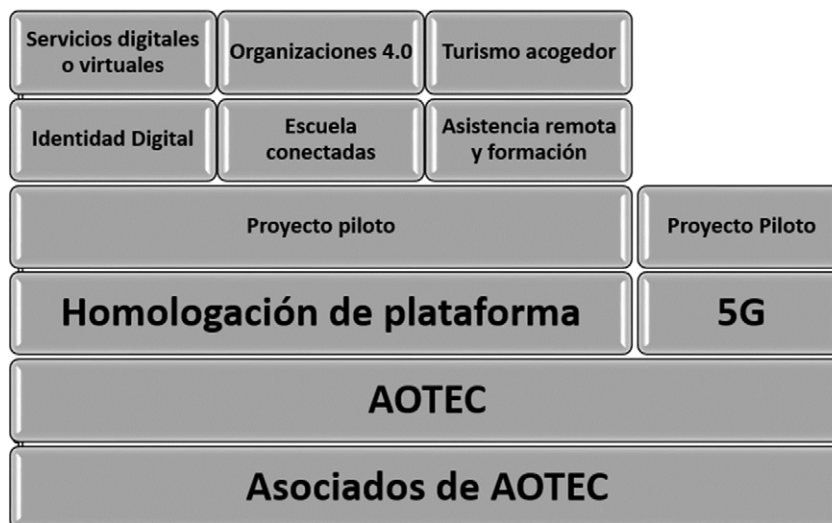 Servicios digitales
o virtuales
Organizaciones 4.0
Turismo acogedor
Identidad Digital
Escuela
conectadas
Asistencia remota
y formación
Proyecto piloto
Proyecto Piloto
Homologación de plataforma
5G
AOTEC
Asociados de AOTEC